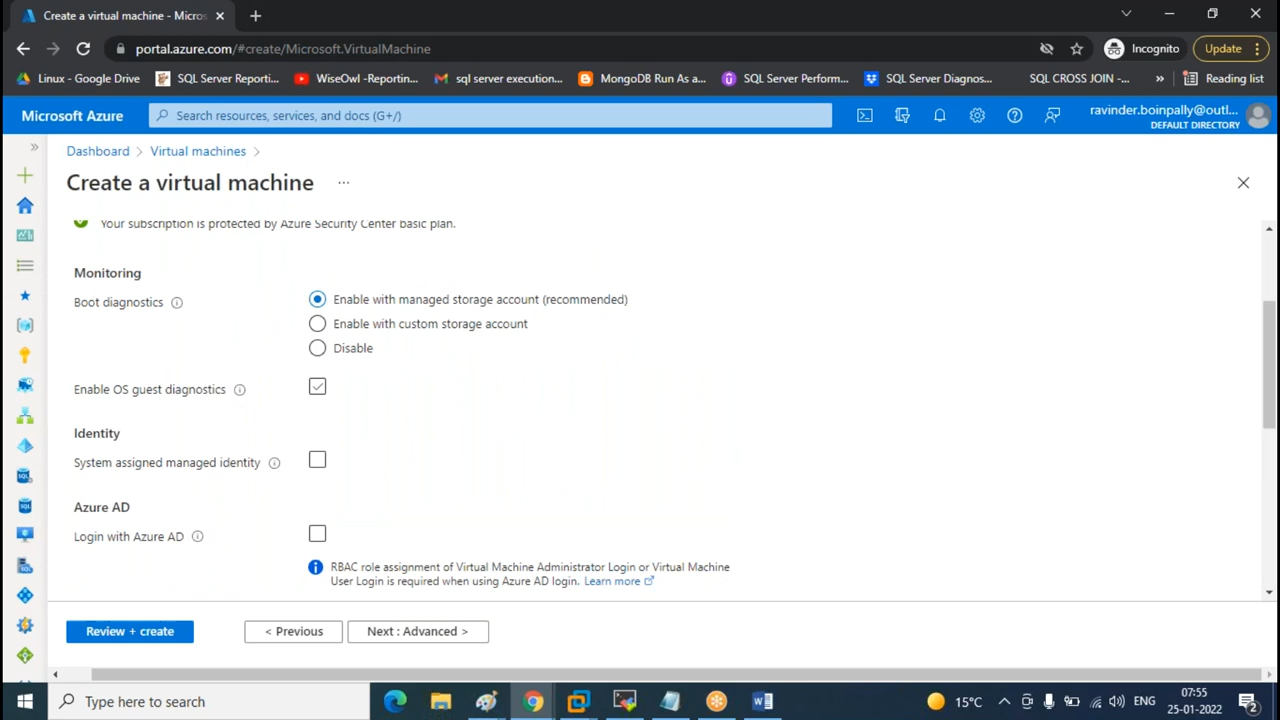 Create a virtual machine - Micros
portal.azure.com/#create/Microsoft.VirtualMachine
Incognito
Update
Linux - Google Drive
SQL Server Reporti...
WiseOwl -Reportin...
sql server execution...
MongoDB Run As a...
SQL Server Perform...
SQL Server Diagnos...
SQL CROSS JOIN -...
»
Reading list
Microsoft Azure
Search resources, services, and docs (G+/)
ravinder.boinpally@outl...
DEFAULT DIRECTORY
Dashboard > Virtual machines >
Create a virtual machine ...
Your subscription is protected by Azure Security Center basic plan.
Monitoring
Boot diagnostics
Enable with managed storage account (recommended)
Enable with custom storage account
Disable
Enable OS guest diagnostics
Identity
System assigned managed identity
Azure AD
Login with Azure AD
RBAC role assignment of Virtual Machine Administrator Login or Virtual Machine
User Login is required when using Azure AD login. Learn more
Review + create
< Previous
Next : Advanced >
Type here to search
15°C
ENG
07:55
25-01-2022
2